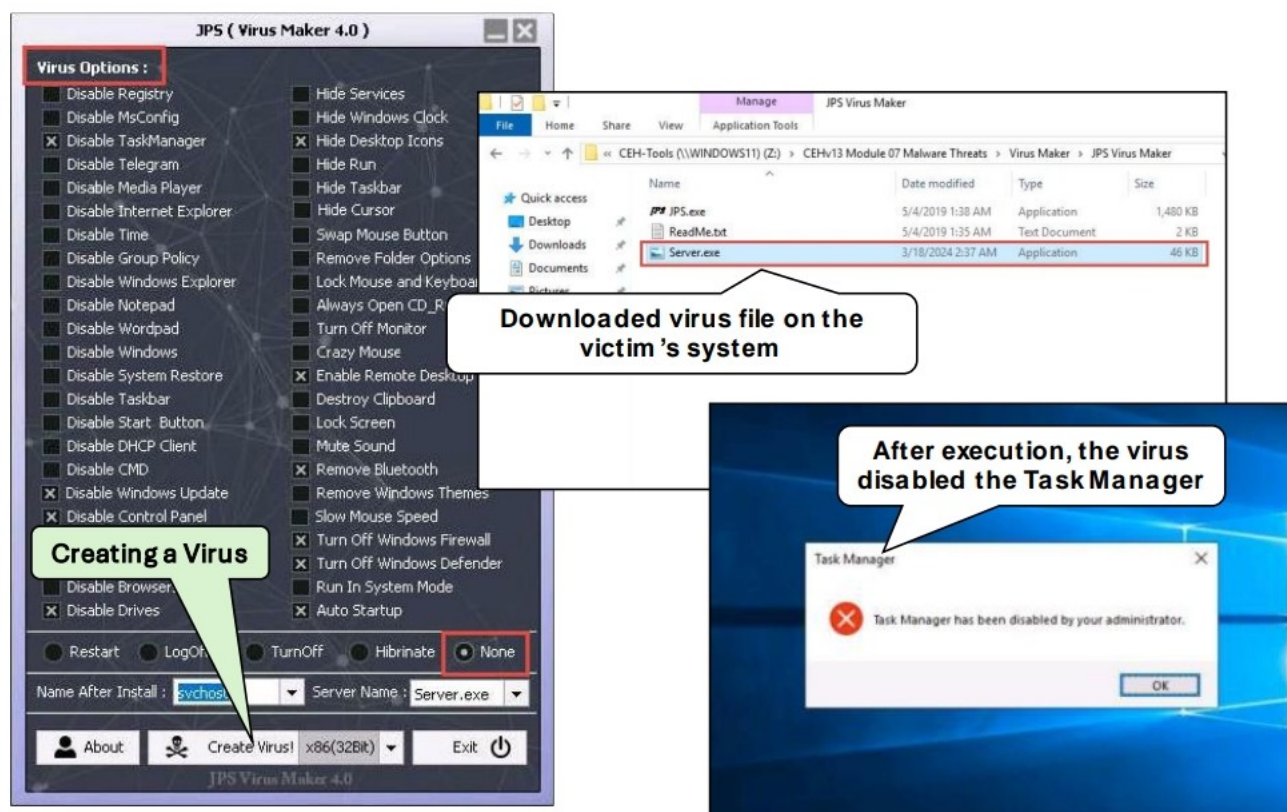 JPS ( Virus Maker 4.0 )
Virus Options :
Disable Registry
Disable MsConfig
Disable TaskManager
Disable Telegram
Disable Media Player
Disable Internet Explorer
Disable Time
Disable Group Policy
Disable Windows Explorer
Disable Notepad
Disable Wordpad
Disable Windows
Disable System Restore
Disable Taskbar
Disable Start Button
Disable DHCP Client
Disable CMD
Disable Windows Update
Disable Control Panel
Creating a Virus
Disable Browser
Disable Drives
Hide Services
Hide Windows Clock
Hide Desktop Icons
Hide Run
Hide Taskbar
Hide Cursor
Swap Mouse Button
Remove Folder Options
Lock Mouse and Keyboar
Always Open CD_R
Turn Off Monitor
Crazy Mouse
Enable Remote Desktop
Destroy Clipboard
Lock Screen
Mute Sound
Remove Bluetooth
Remove Windows Themes
Slow Mouse Speed
Turn Off Windows Firewall
Turn Off Windows Defender
Run In System Mode
Auto Startup
Restart LogOf TurnOff Hibrinate None
Name After Install : svchost Server Name : Server.exe
About Create Virus! x86(32Bit) Exit
JPS Virus Maker 4.0
Manage JPS Virus Maker
File Home Share View Application Tools
« CEH-Tools (\\WINDOWS11) (Z:) › CEHv13 Module 07 Malware Threats › Virus Maker › JPS Virus Maker
Name Date modified Type Size
Quick access
Desktop
Downloads
Documents
Pictures
JPS JPS.exe 5/4/2019 1:38 AM Application 1,480 KB
ReadMe.txt 5/4/2019 1:35 AM Text Document 2 KB
Server.exe 3/18/2024 2:37 AM Application 46 KB
Downloaded virus file on the
victim's system
After execution, the virus
disabled the Task Manager
Task Manager
Task Manager has been disabled by your administrator.
OK